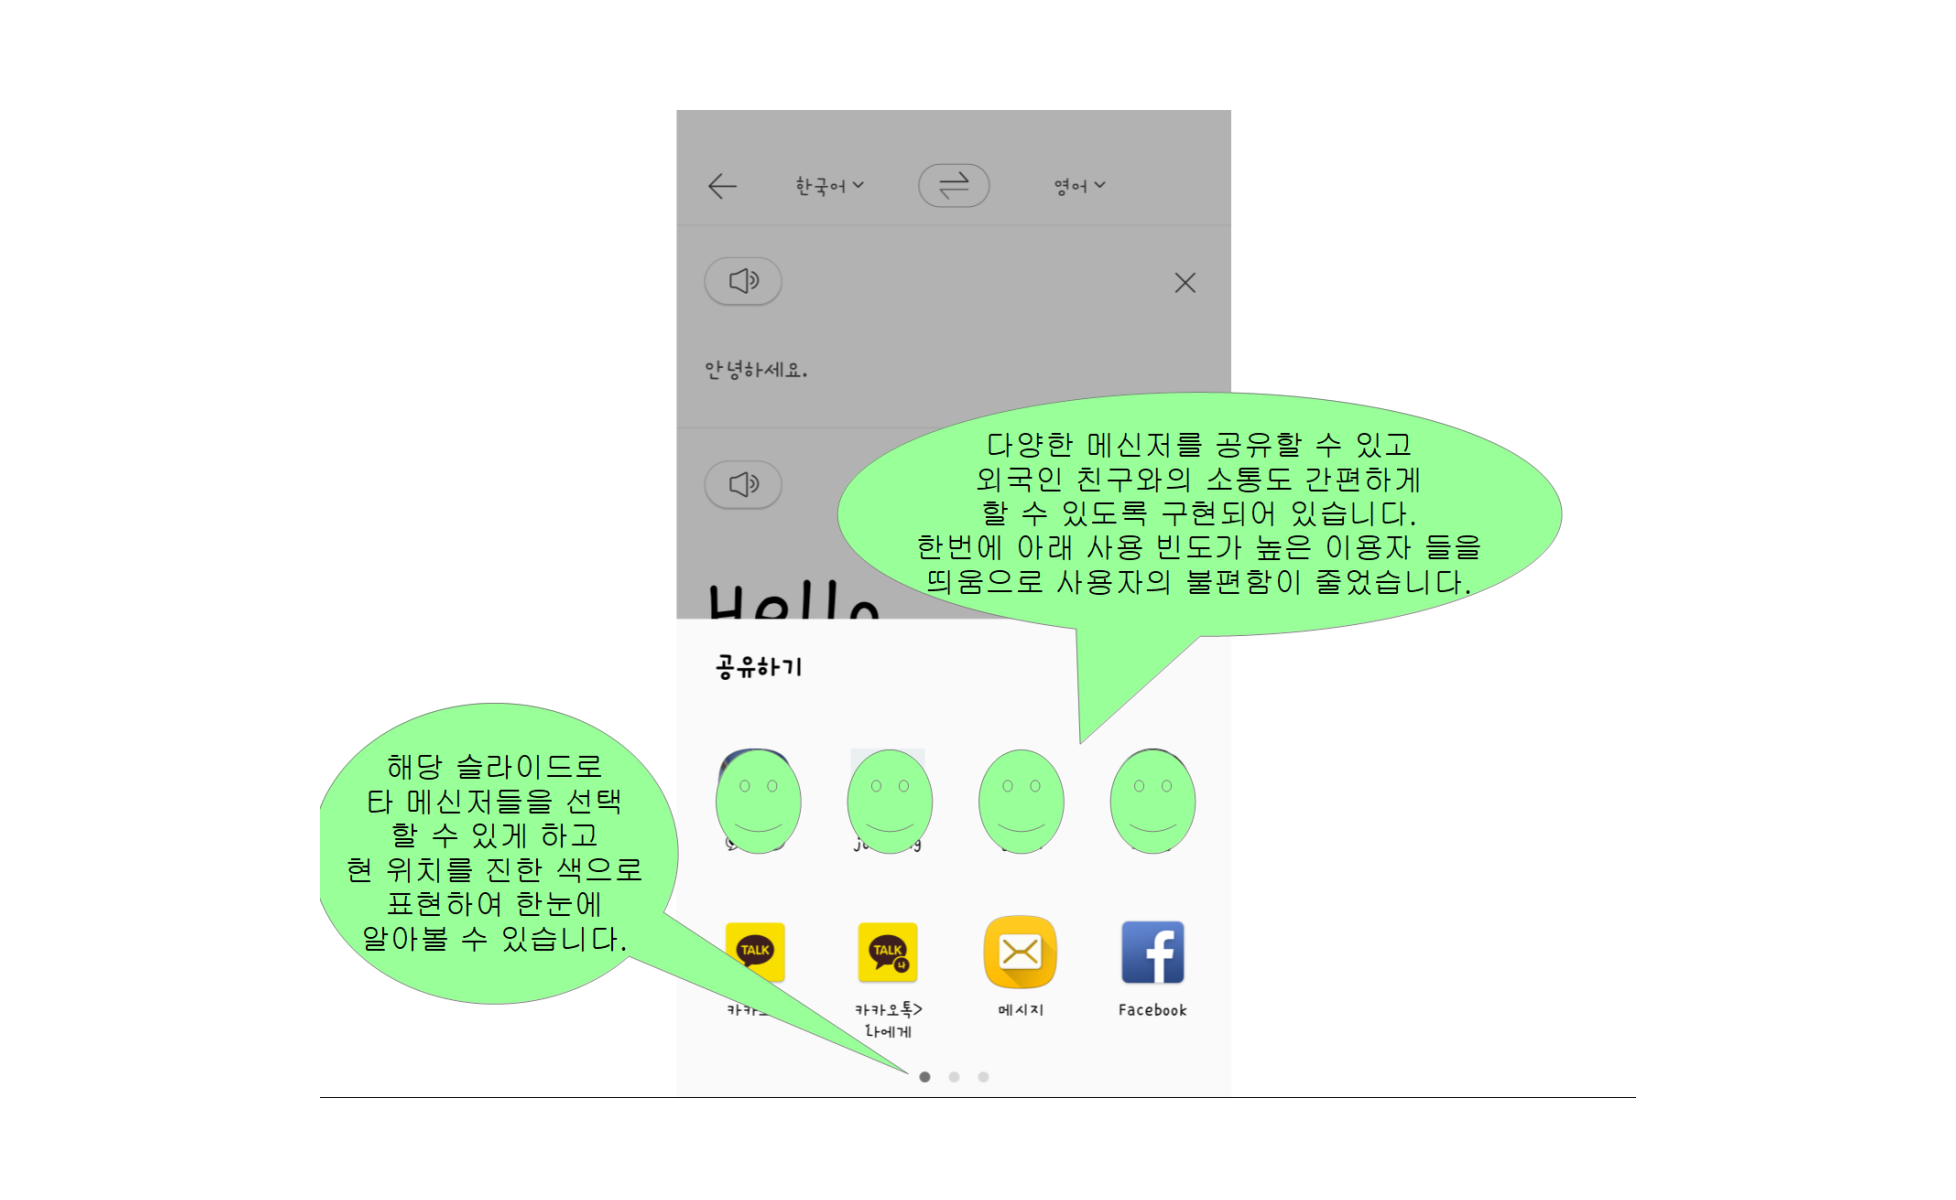 한국어
영어
안녕하세요.
다양한 메신저를 공유할 수 있고
외국인 친구와의 소통도 간편하게
할 수 있도록 구현되어 있습니다.
한번에 아래 사용 빈도가 높은 이용자 들을
띄움으로 사용자의 불편함이 줄었습니다.
Hello
공유하기
해당 슬라이드로
타 메신저들을 선택
할 수 있게 하고
현 위치를 진한 색으로
표현하여 한눈에
알아볼 수 있습니다.
TALK
TALK
나
f
카카오톡>
나에게
메시지
Facebook